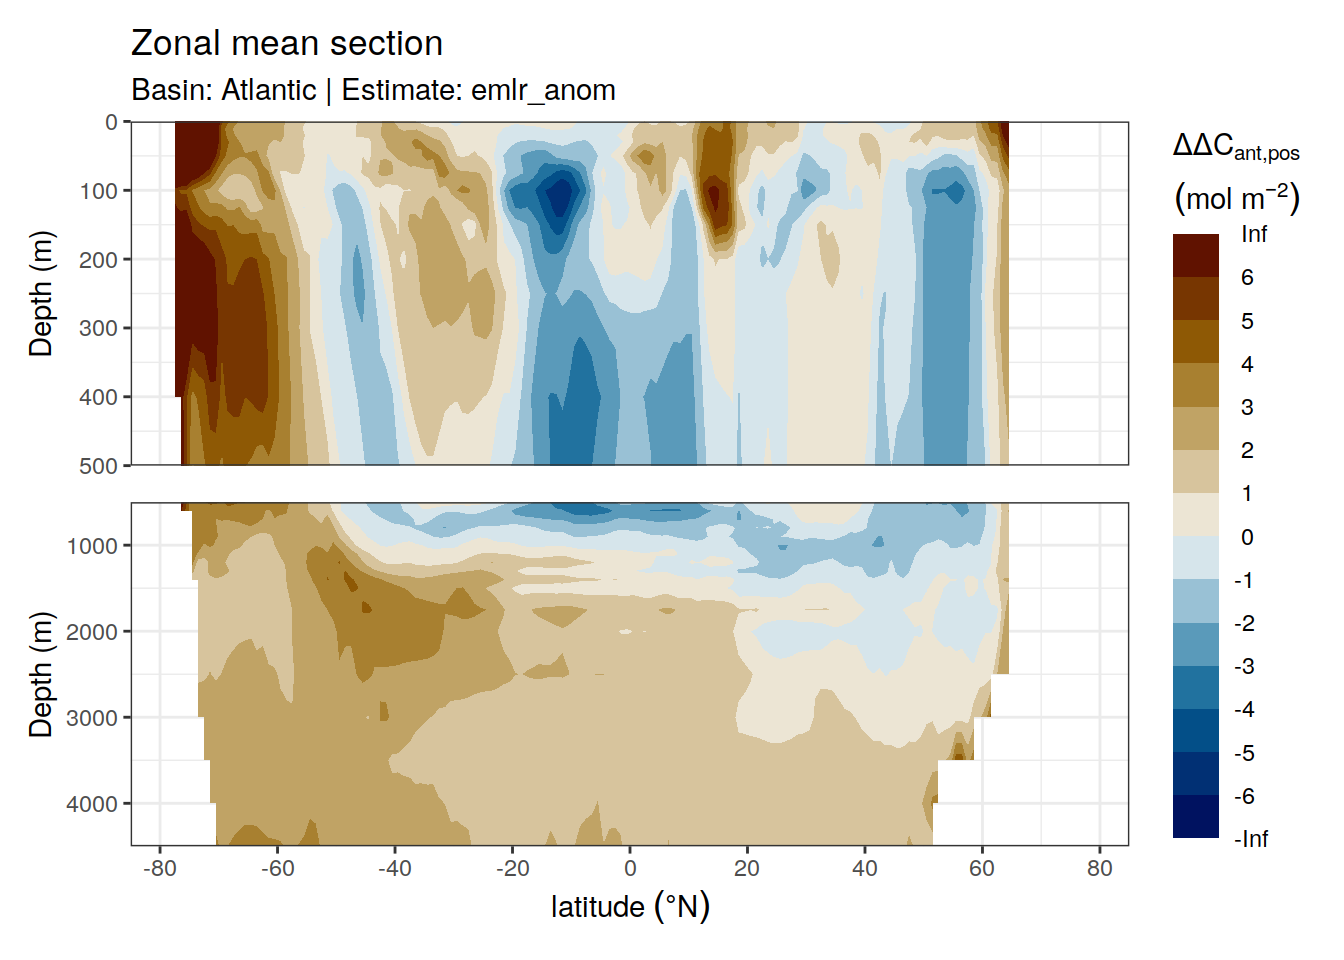 Zonal mean section
Basin: Atlantic | Estimate: emlr_anom
0
100
200
300
400
500
Depth (m)
1000
2000
3000
4000
Depth (m)
-80 -60 -40 -20 0 20 40 60 80
latitude (°N)
ΔΔCant,pos
(mol m⁻²)
Inf
6
5
4
3
2
1
0
-1
-2
-3
-4
-5
-6
-Inf